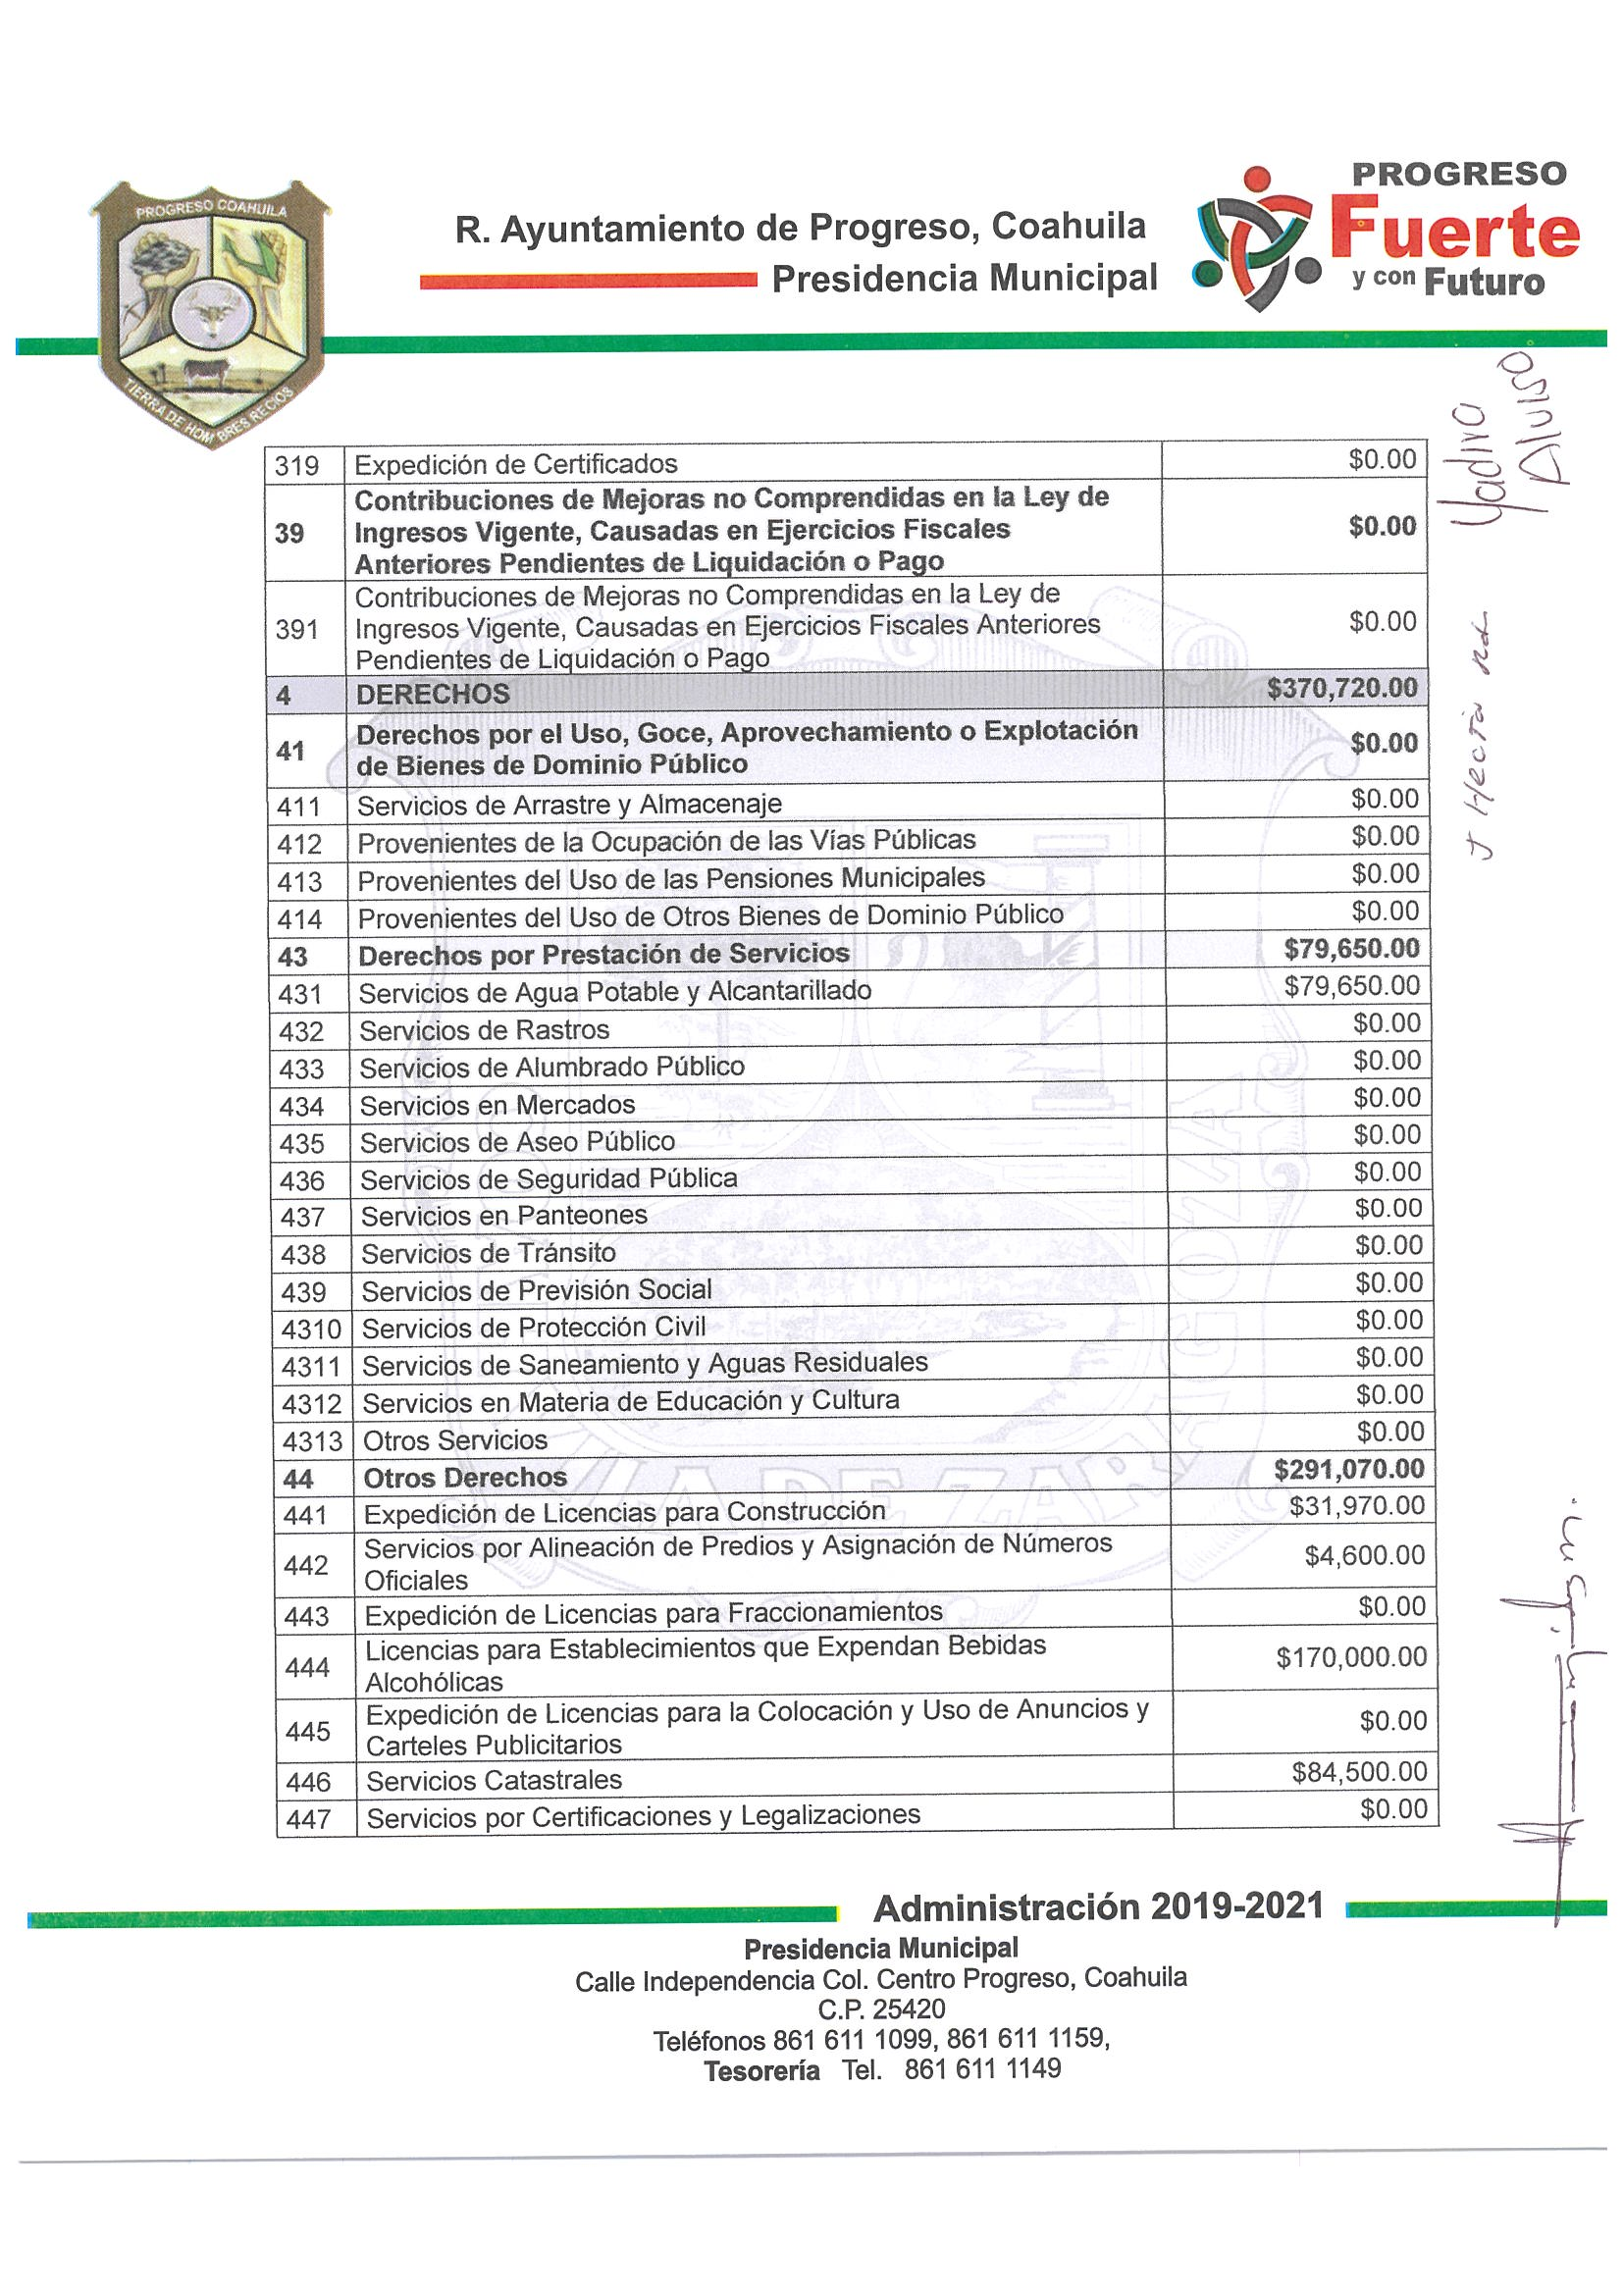 PROGRESO COAHUILA
TIERRA DE HOMBRES RECIOS
R. Ayuntamiento de Progreso, Coahuila
Presidencia Municipal
PROGRESO
Fuerte
y con Futuro
Yadira
Aluiso
319 Expedición de Certificados $0.00
39 Contribuciones de Mejoras no Comprendidas en la Ley de
Ingresos Vigente, Causadas en Ejercicios Fiscales
Anteriores Pendientes de Liquidación o Pago $0.00
391 Contribuciones de Mejoras no Comprendidas en la Ley de
Ingresos Vigente, Causadas en Ejercicios Fiscales Anteriores
Pendientes de Liquidación o Pago $0.00
4 DERECHOS $370,720.00
41 Derechos por el Uso, Goce, Aprovechamiento o Explotación
de Bienes de Dominio Público $0.00
411 Servicios de Arrastre y Almacenaje $0.00
412 Provenientes de la Ocupación de las Vías Públicas $0.00
413 Provenientes del Uso de las Pensiones Municipales $0.00
414 Provenientes del Uso de Otros Bienes de Dominio Público $0.00
43 Derechos por Prestación de Servicios $79,650.00
431 Servicios de Agua Potable y Alcantarillado $79,650.00
432 Servicios de Rastros $0.00
433 Servicios de Alumbrado Público $0.00
434 Servicios en Mercados $0.00
435 Servicios de Aseo Público $0.00
436 Servicios de Seguridad Pública $0.00
437 Servicios en Panteones $0.00
438 Servicios de Tránsito $0.00
439 Servicios de Previsión Social $0.00
4310 Servicios de Protección Civil $0.00
4311 Servicios de Saneamiento y Aguas Residuales $0.00
4312 Servicios en Materia de Educación y Cultura $0.00
4313 Otros Servicios $0.00
44 Otros Derechos $291,070.00
441 Expedición de Licencias para Construcción $31,970.00
442 Servicios por Alineación de Predios y Asignación de Números
Oficiales $4,600.00
443 Expedición de Licencias para Fraccionamientos $0.00
444 Licencias para Establecimientos que Expendan Bebidas
Alcohólicas $170,000.00
445 Expedición de Licencias para la Colocación y Uso de Anuncios y
Carteles Publicitarios $0.00
446 Servicios Catastrales $84,500.00
447 Servicios por Certificaciones y Legalizaciones $0.00
Administración 2019-2021
Presidencia Municipal
Calle Independencia Col. Centro Progreso, Coahuila
C.P. 25420
Teléfonos 861 611 1099, 861 611 1159,
Tesorería Tel. 861 611 1149